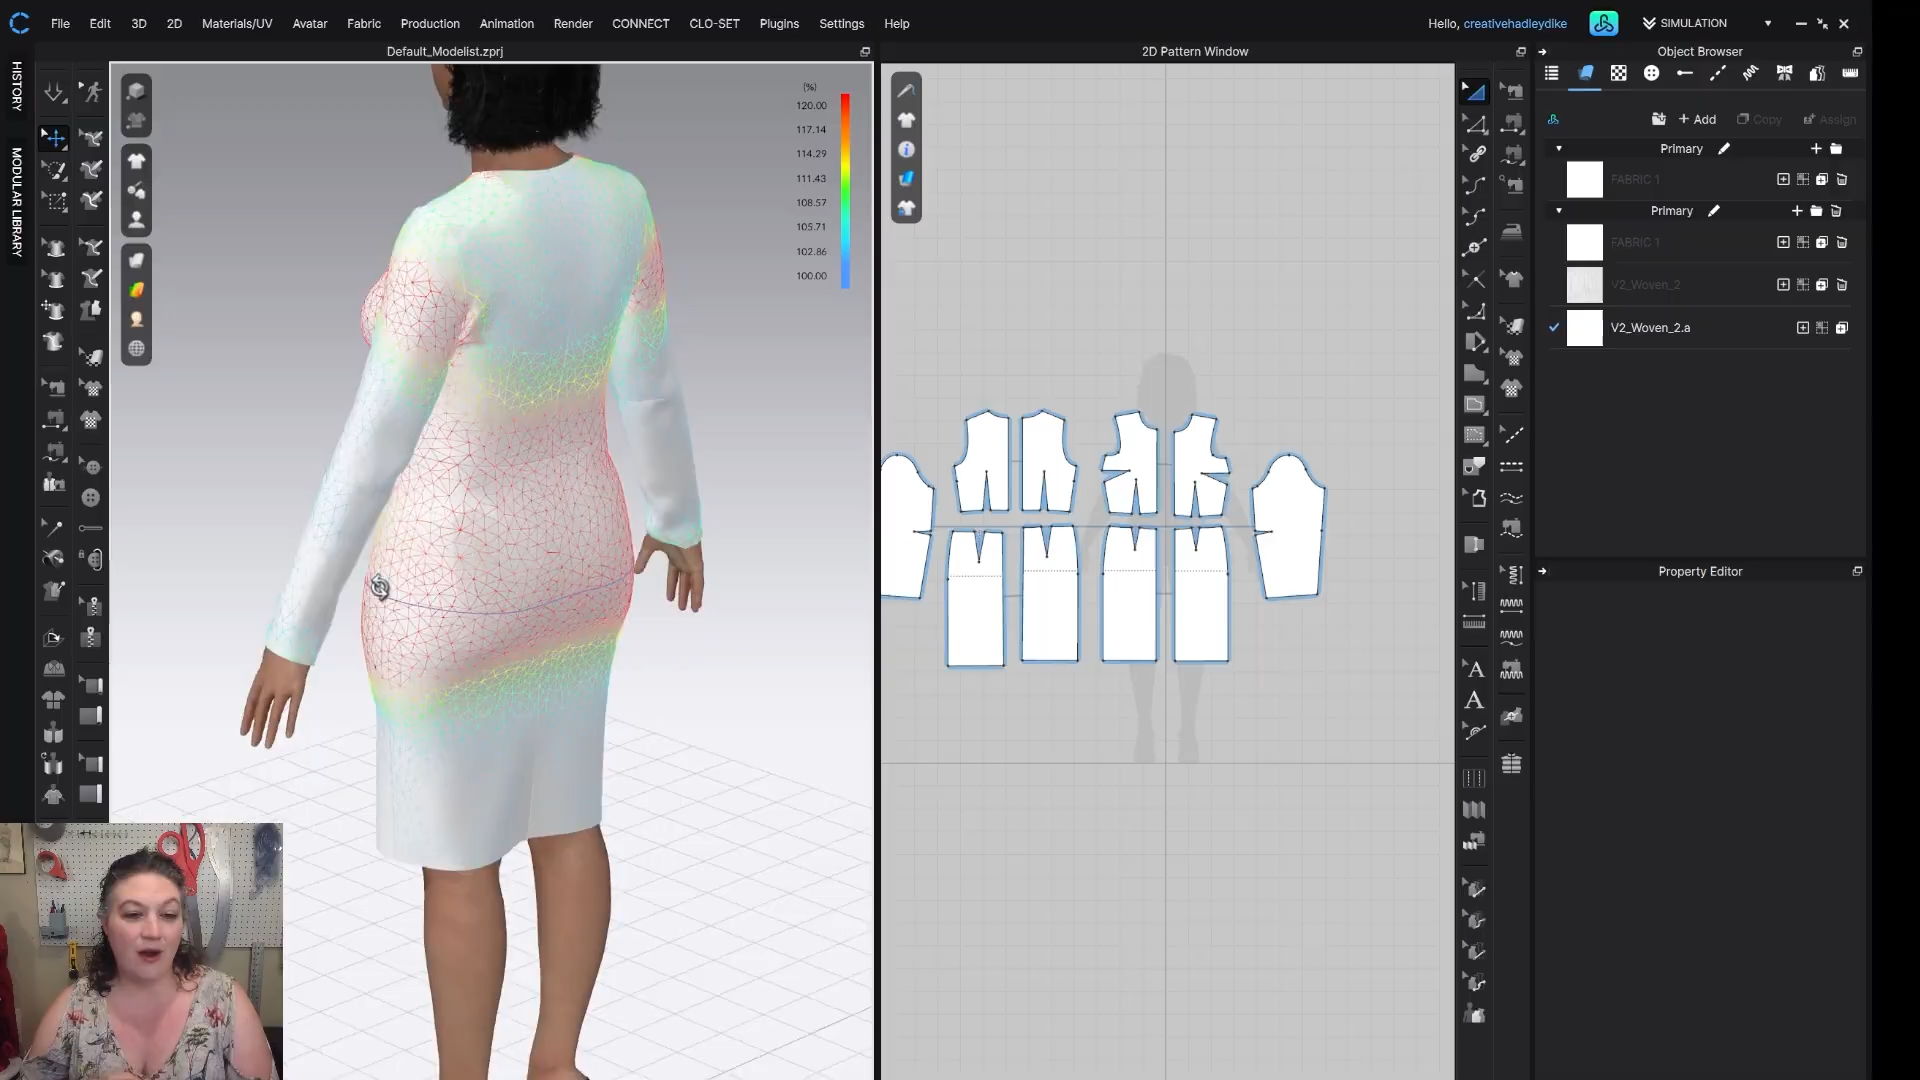 File Edit 3D 2D Materials/UV Avatar Fabric Production Animation Render CONNECT CLO-SET Plugins Settings Help
Hello, creativehadleydlke
SIMULATION
Default_Modelist.zprj
2D Pattern Window
Object Browser
HISTORY
MODULAR LIBRARY
(%)
120.00
117.14
114.29
111.43
108.57
105.71
102.86
100.00
+ Add Copy Assign
Primary
FABRIC 1
Primary
FABRIC 1
V2_Woven_2
V2_Woven_2.a
Property Editor
A
A